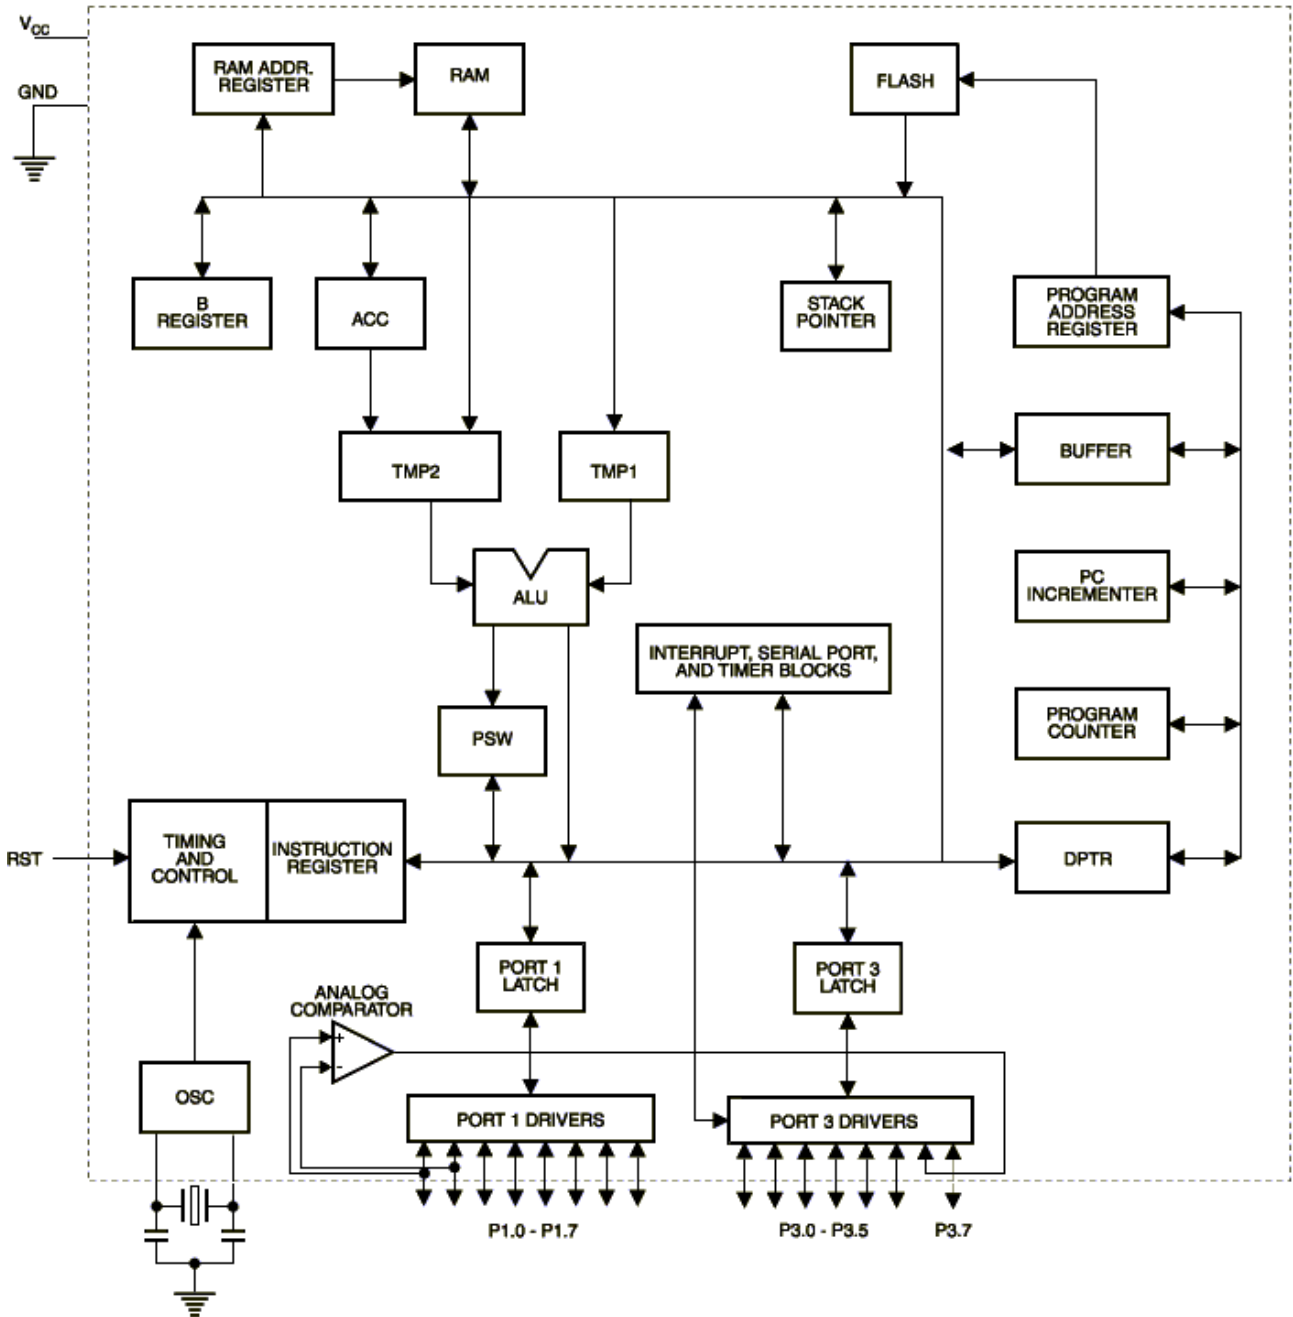 VCC
GND
RAM ADDR.
REGISTER
RAM
FLASH
B
REGISTER
ACC
STACK
POINTER
PROGRAM
ADDRESS
REGISTER
TMP2
TMP1
BUFFER
ALU
PC
INCREMENTER
INTERRUPT, SERIAL PORT,
AND TIMER BLOCKS
PSW
PROGRAM
COUNTER
RST
TIMING
AND
CONTROL
INSTRUCTION
REGISTER
DPTR
PORT 1
LATCH
PORT 3
LATCH
ANALOG
COMPARATOR
+
-
OSC
PORT 1 DRIVERS
PORT 3 DRIVERS
P1.0 - P1.7
P3.0 - P3.5
P3.7